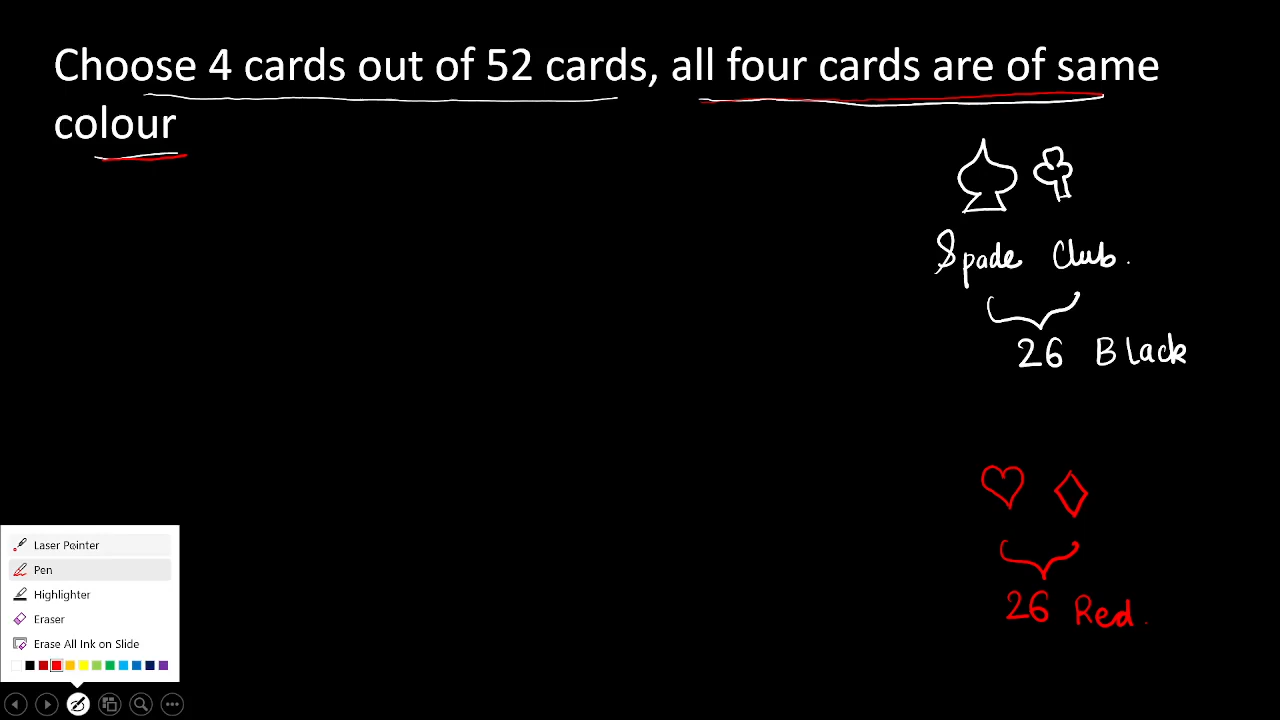 Choose 4 cards out of 52 cards, all four cards are of same
colour
Spade Club.
26 Black
26 Red.
Laser Pointer
Pen
Highlighter
Eraser
Erase All Ink on Slide